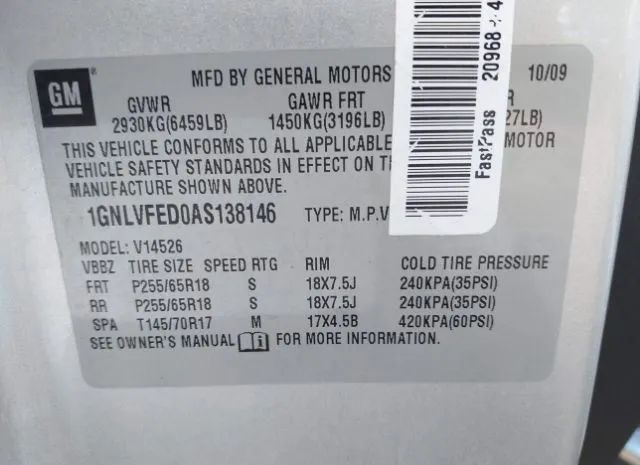 GM
MFD BY GENERAL MOTORS 10/09
GVWR GAWR FRT
2930KG(6459LB) 1450KG(3196LB) 27LB)
THIS VEHICLE CONFORMS TO ALL APPLICABLE MOTOR
VEHICLE SAFETY STANDARDS IN EFFECT ON
MANUFACTURE SHOWN ABOVE.
1GNLVFED0AS138146 TYPE: M.P.V
MODEL: V14526
VBBZ TIRE SIZE SPEED RTG RIM COLD TIRE PRESSURE
FRT P255/65R18 S 18X7.5J 240KPA(35PSI)
RR P255/65R18 S 18X7.5J 240KPA(35PSI)
SPA T145/70R17 M 17X4.5B 420KPA(60PSI)
SEE OWNER'S MANUAL FOR MORE INFORMATION.
FastPass